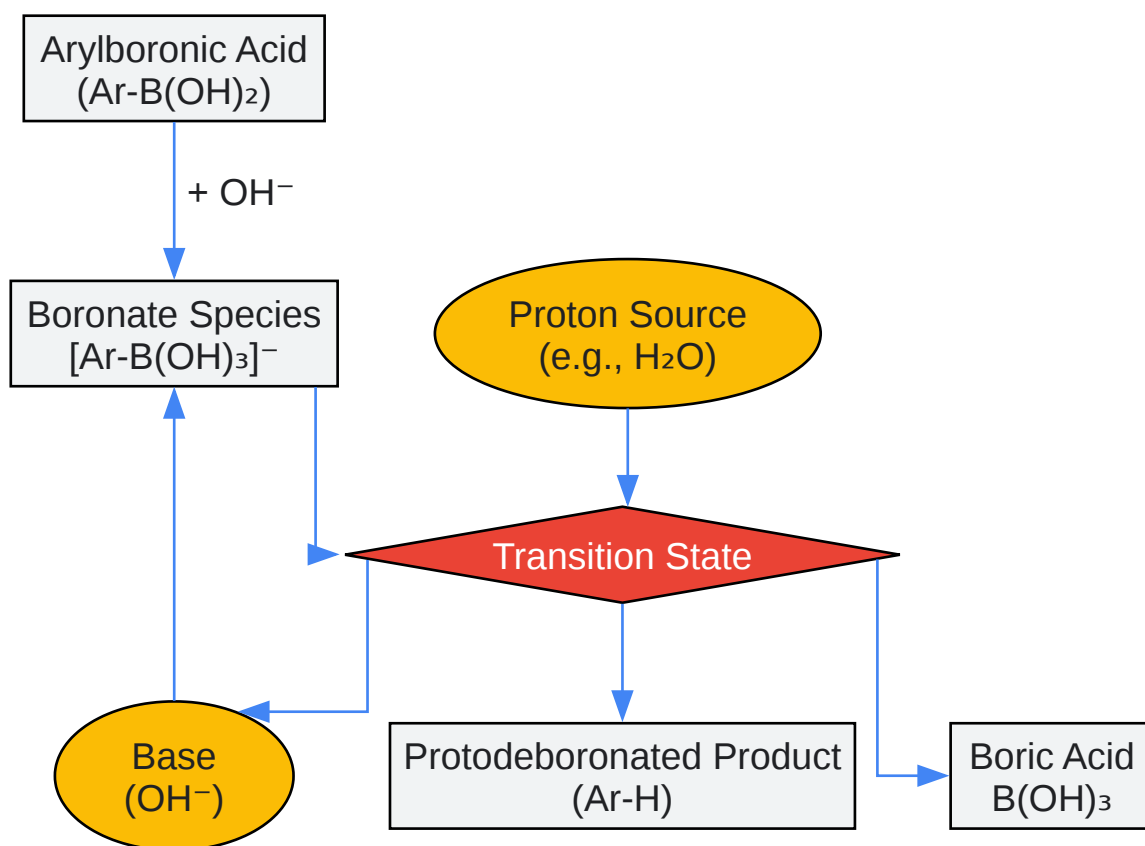 Arylboronic Acid
(Ar-B(OH)₂)
+ OH⁻
Boronate Species
[Ar-B(OH)₃]⁻
Proton Source
(e.g., H₂O)
Transition State
Base
(OH⁻)
Protodeboronated Product
(Ar-H)
Boric Acid
B(OH)₃